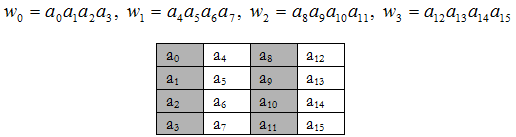 w₀ = a₀a₁a₂a₃, w₁ = a₄a₅a₆a₇, w₂ = a₈a₉a₁₀a₁₁, w₃ = a₁₂a₁₃a₁₄a₁₅
a₀ a₄ a₈ a₁₂
a₁ a₅ a₉ a₁₃
a₂ a₆ a₁₀ a₁₄
a₃ a₇ a₁₁ a₁₅